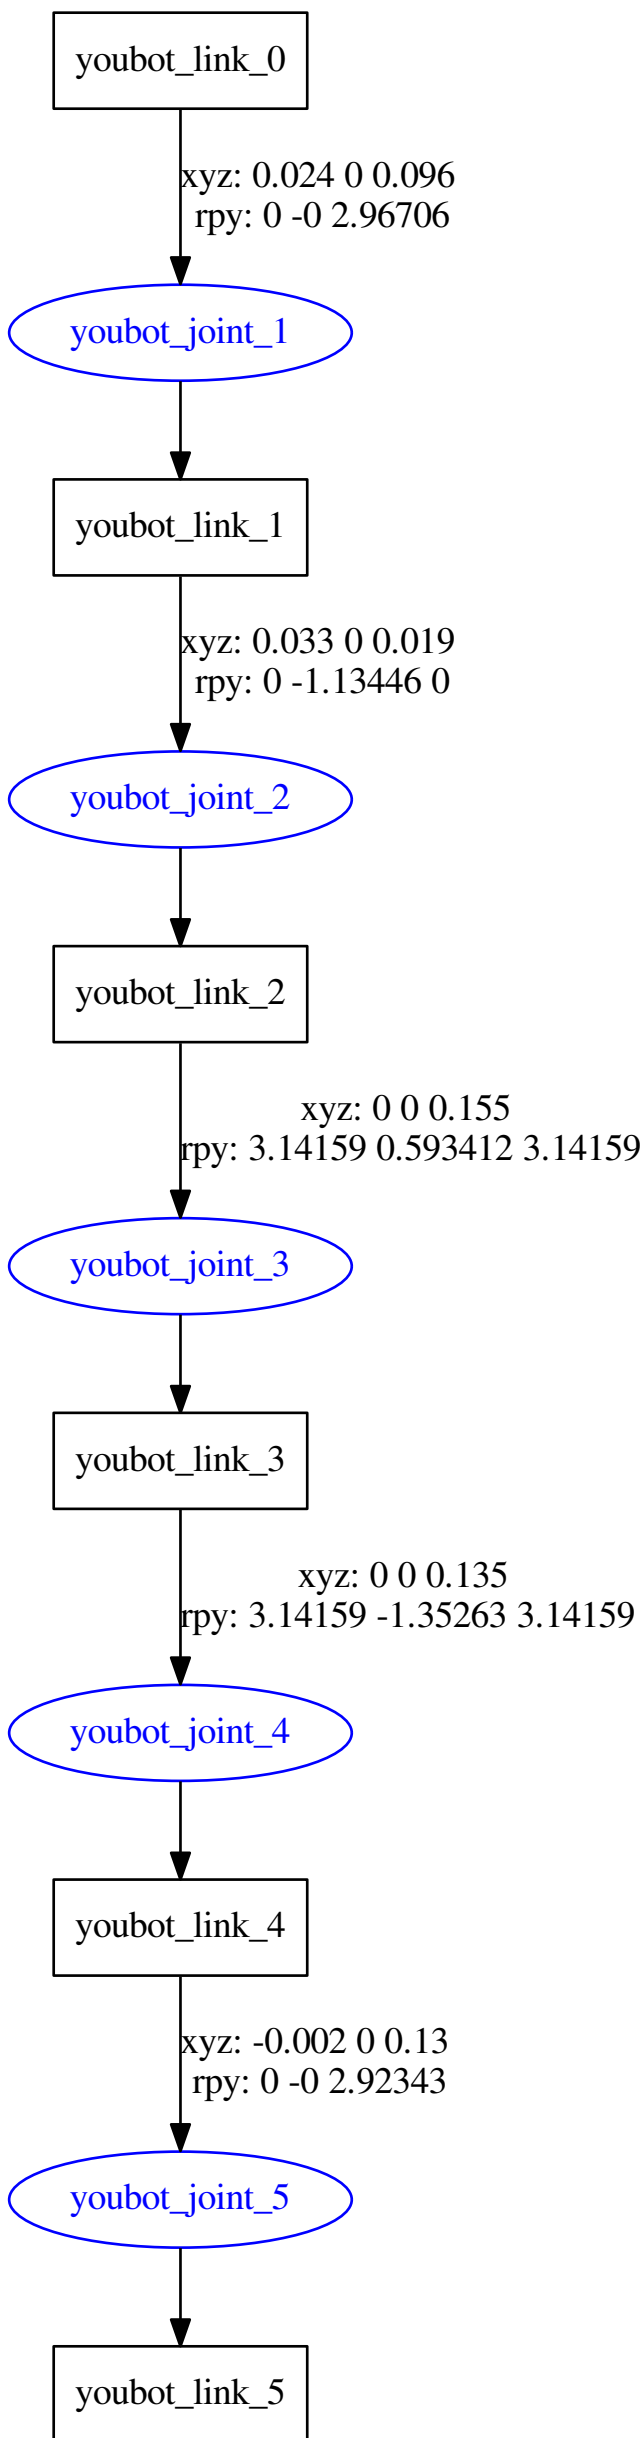 youbot_link_0
xyz: 0.024 0 0.096
rpy: 0 -0 2.96706
youbot_joint_1
youbot_link_1
xyz: 0.033 0 0.019
rpy: 0 -1.13446 0
youbot_joint_2
youbot_link_2
xyz: 0 0 0.155
rpy: 3.14159 0.593412 3.14159
youbot_joint_3
youbot_link_3
xyz: 0 0 0.135
rpy: 3.14159 -1.35263 3.14159
youbot_joint_4
youbot_link_4
xyz: -0.002 0 0.13
rpy: 0 -0 2.92343
youbot_joint_5
youbot_link_5